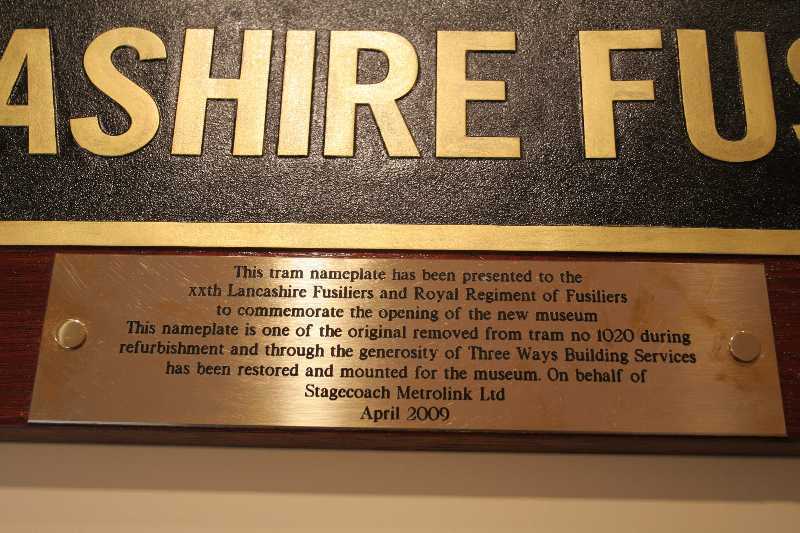 ASHIRE FUS
This tram nameplate has been presented to the
xxth Lancashire Fusiliers and Royal Regiment of Fusiliers
to commemorate the opening of the new museum
This nameplate is one of the original removed from tram no 1020 during
refurbishment and through the generosity of Three Ways Building Services
has been restored and mounted for the museum. On behalf of
Stagecoach Metrolink Ltd
April 2009